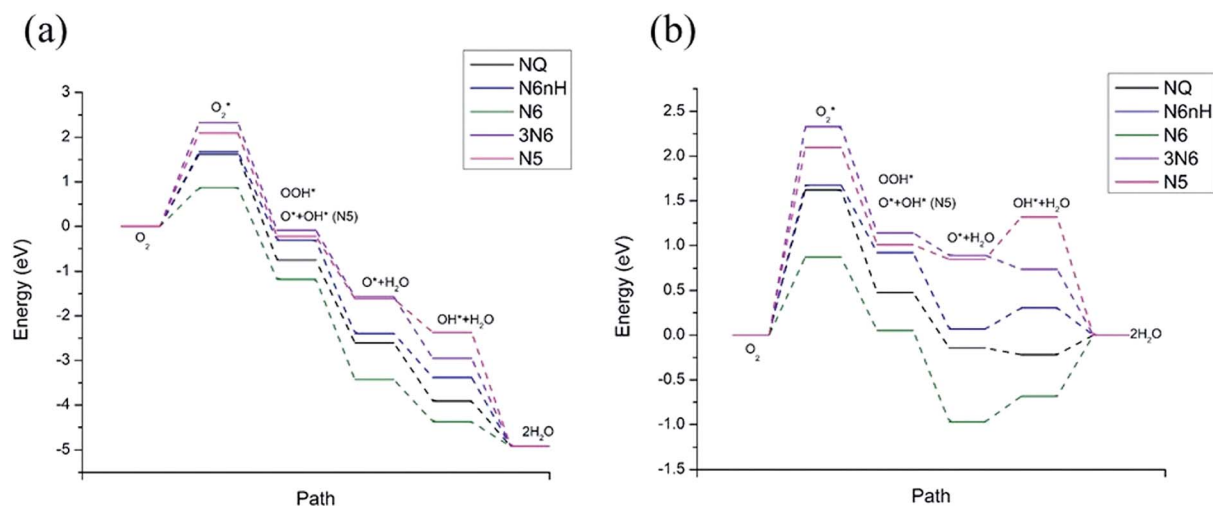 (a)
NQ
N6nH
N6
3N6
N5
3
2
1
0
-1
-2
-3
-4
-5
Energy (eV)
Path
O2
O2*
OOH*
O*+OH* (N5)
O*+H2O
OH*+H2O
2H2O
(b)
NQ
N6nH
N6
3N6
N5
2.5
2.0
1.5
1.0
0.5
0.0
-0.5
-1.0
-1.5
Energy (eV)
Path
O2
O2*
OOH*
O*+OH* (N5)
O*+H2O
OH*+H2O
2H2O